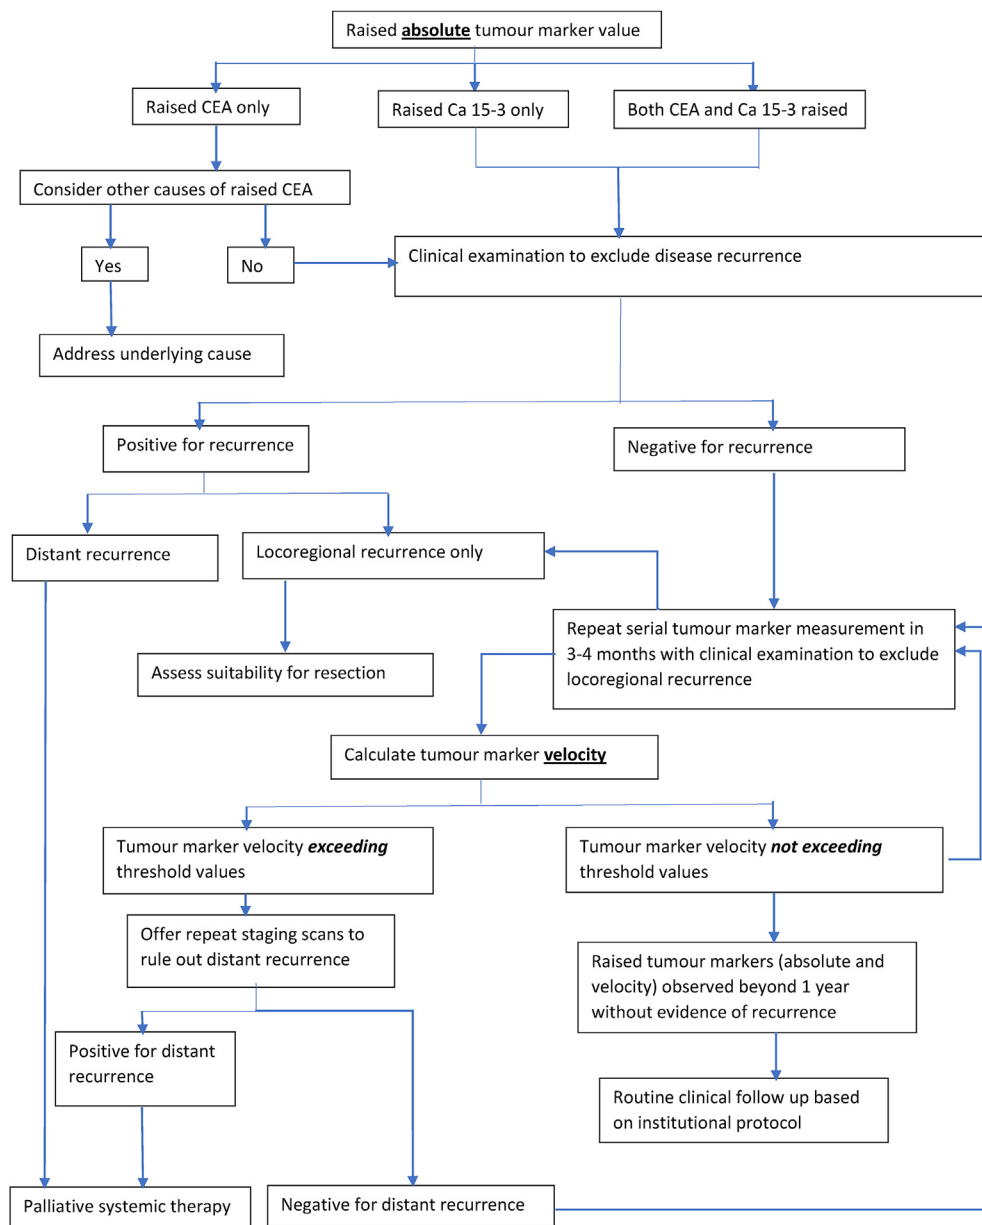 Raised absolute tumour marker value
Raised CEA only
Raised Ca 15-3 only
Both CEA and Ca 15-3 raised
Consider other causes of raised CEA
Yes
No
Clinical examination to exclude disease recurrence
Address underlying cause
Positive for recurrence
Negative for recurrence
Distant recurrence
Locoregional recurrence only
Repeat serial tumour marker measurement in
3-4 months with clinical examination to exclude
locoregional recurrence
Assess suitability for resection
Calculate tumour marker velocity
Tumour marker velocity exceeding
threshold values
Tumour marker velocity not exceeding
threshold values
Offer repeat staging scans to
rule out distant recurrence
Raised tumour markers (absolute and
velocity) observed beyond 1 year
without evidence of recurrence
Positive for distant
recurrence
Routine clinical follow up based
on institutional protocol
Palliative systemic therapy
Negative for distant recurrence